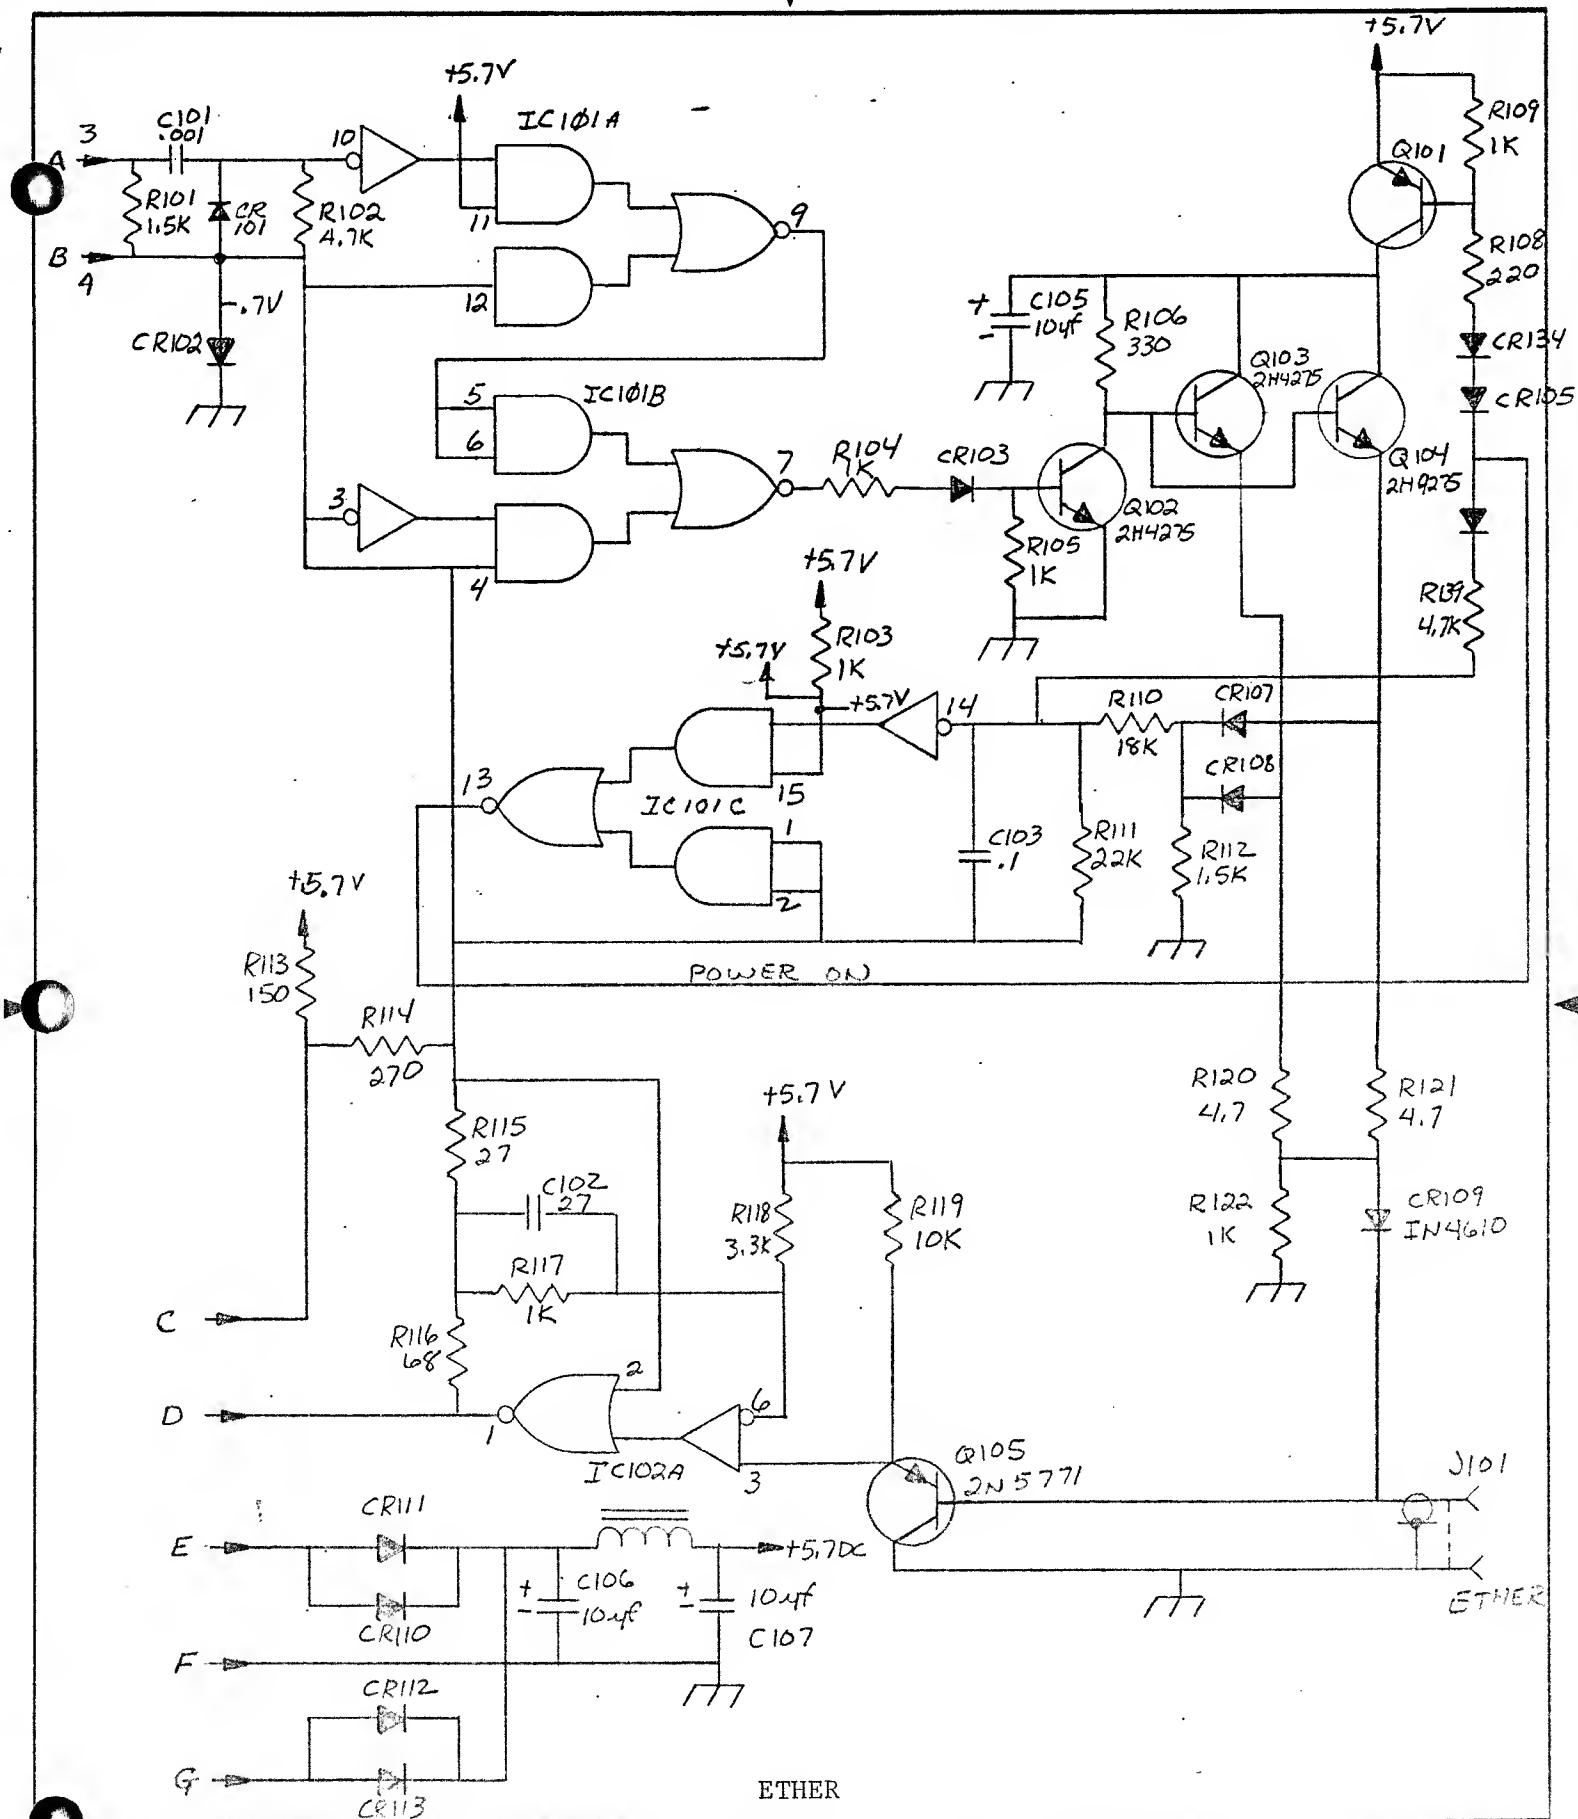 +5.7V
+5.7V
C101
.001
IC101A
R109
1K
A
3
10
Q101
R101
1.5K
CR
101
R102
4.7K
11
9
B
4
R108
220
-.7V
12
+
-
C105
10μf
R106
330
CR102
CR134
Q103
2H4275
CR105
5
IC101B
6
7
R104
1K
CR103
Q104
2H9275
3
Q102
2H4275
R105
1K
4
+5.7V
R139
4.7K
R103
1K
+5.7V
+5.7V
14
R110
18K
CR107
13
CR108
IC101C
15
1
C103
.1
R111
22K
R112
1.5K
2
+5.7V
R113
150
POWER ON
R114
270
R120
4.7
R121
4.7
+5.7V
R115
27
C102
27
R118
3.3K
R119
10K
R122
1K
CR109
IN4610
R117
1K
C
R116
68
2
6
D
1
IC102A
3
Q105
2N5771
J101
CR111
E
+5.7DC
+
-
C106
10μf
+
-
10μf
C107
ETHER
CR110
F
CR112
G
CR113
ETHER